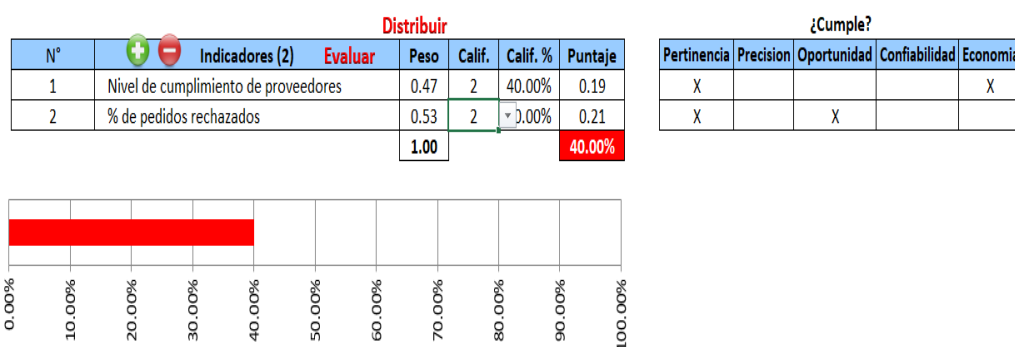 Distribuir ¿Cumple?
N° Indicadores (2) Evaluar Peso Calif. Calif. % Puntaje Pertinencia Precision Oportunidad Confiabilidad Economia
1 Nivel de cumplimiento de proveedores 0.47 2 40.00% 0.19 X X
2 % de pedidos rechazados 0.53 2 0.00% 0.21 X X
1.00 40.00%
0.00% 10.00% 20.00% 30.00% 40.00% 50.00% 60.00% 70.00% 80.00% 90.00% 100.00%